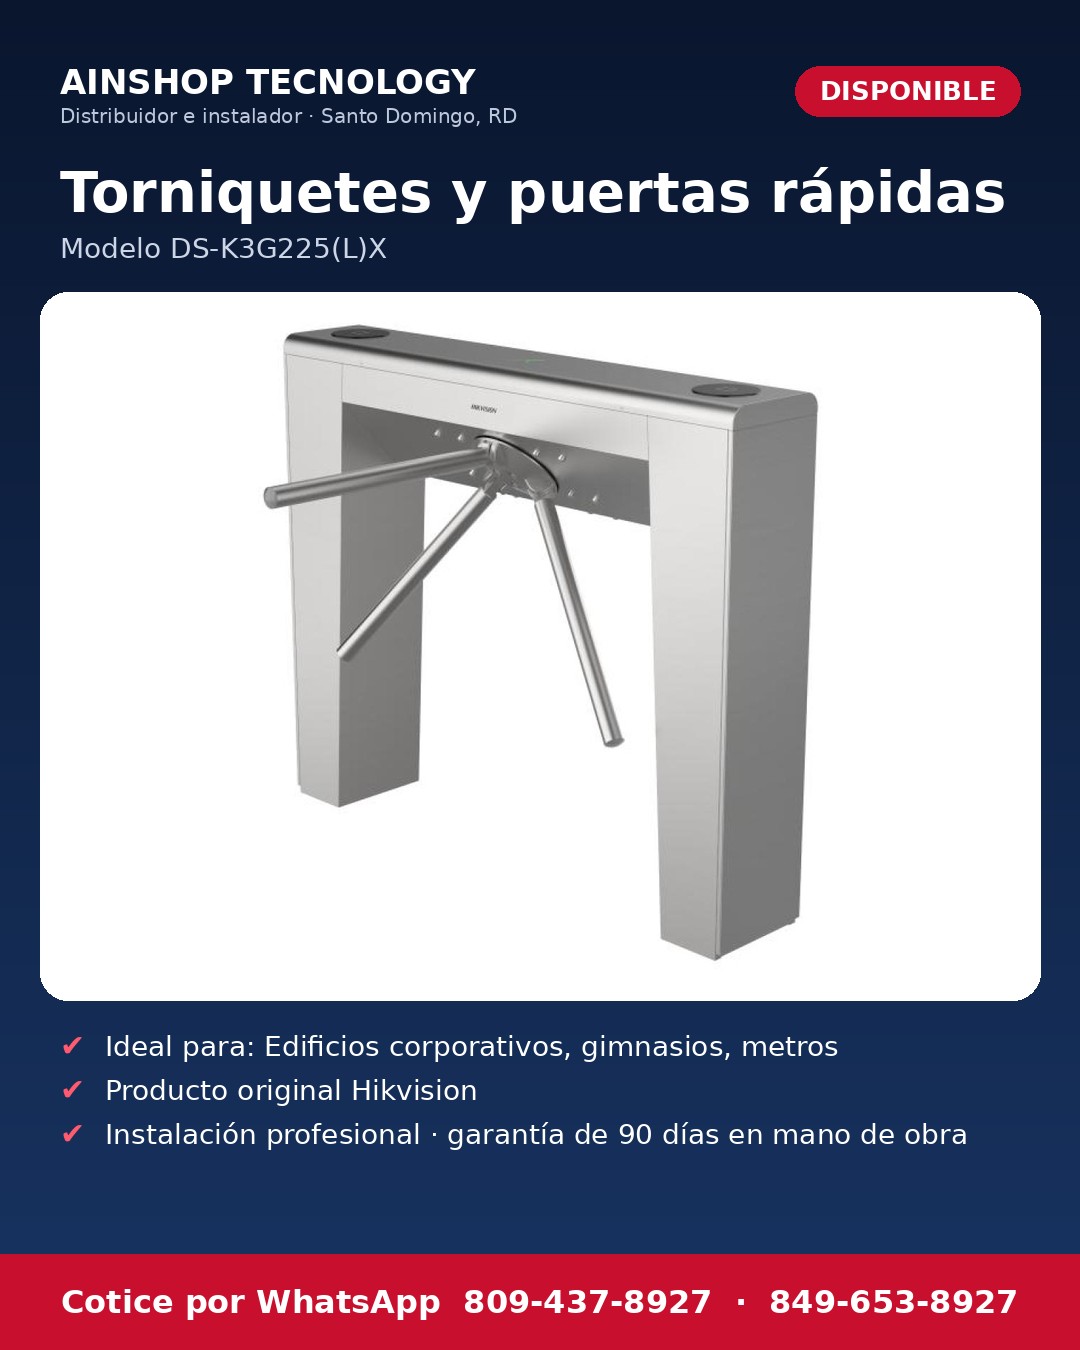 AINSHOP TECNOLOGY
DISPONIBLE
Distribuidor e instalador · Santo Domingo, RD
Torniquetes y puertas rápidas
Modelo DS-K3G225(L)X
HIKVISION
✔ Ideal para: Edificios corporativos, gimnasios, metros
✔ Producto original Hikvision
✔ Instalación profesional · garantía de 90 días en mano de obra
Cotice por WhatsApp 809-437-8927 · 849-653-8927